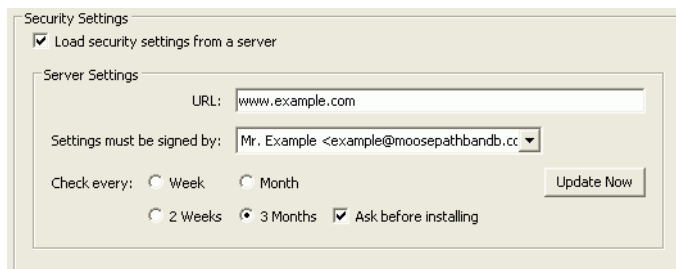 Security Settings
Load security settings from a server
Server Settings
URL: www.example.com
Settings must be signed by: Mr. Example <example@moosepathbandb.cc
Check every: Week Month Update Now
2 Weeks 3 Months Ask before installing